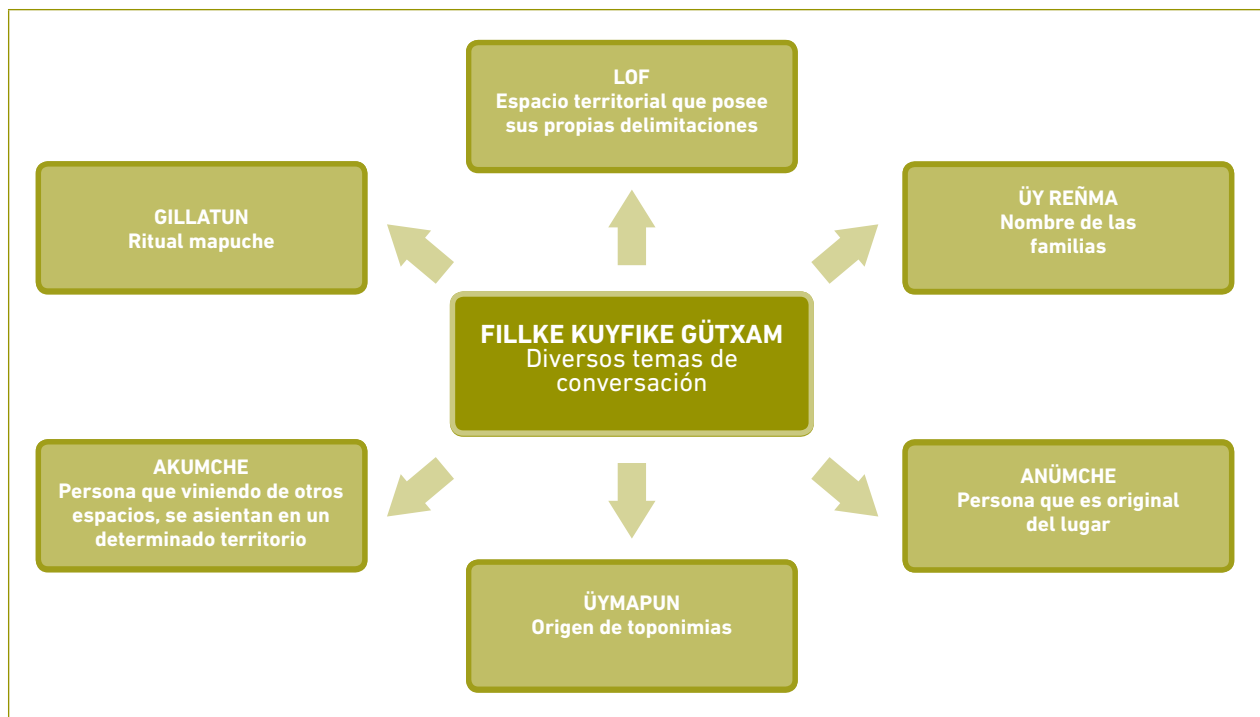 LOF
Espacio territorial que posee
sus propias delimitaciones
GILLATUN
Ritual mapuche
ÜY REÑMA
Nombre de las
familias
FILLKE KUYFIKE GÜTXAM
Diversos temas de
conversación
AKUMCHE
Persona que viniendo de otros
espacios, se asientan en un
determinado territorio
ANÜMCHE
Persona que es original
del lugar
ÜYMAPUN
Origen de toponimias